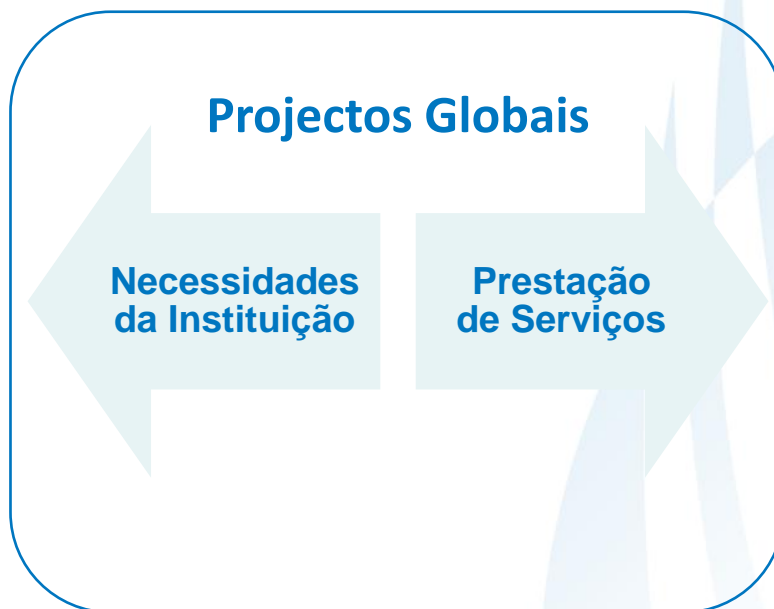 Projectos Globais
Necessidades
da Instituição
Prestação
de Serviços